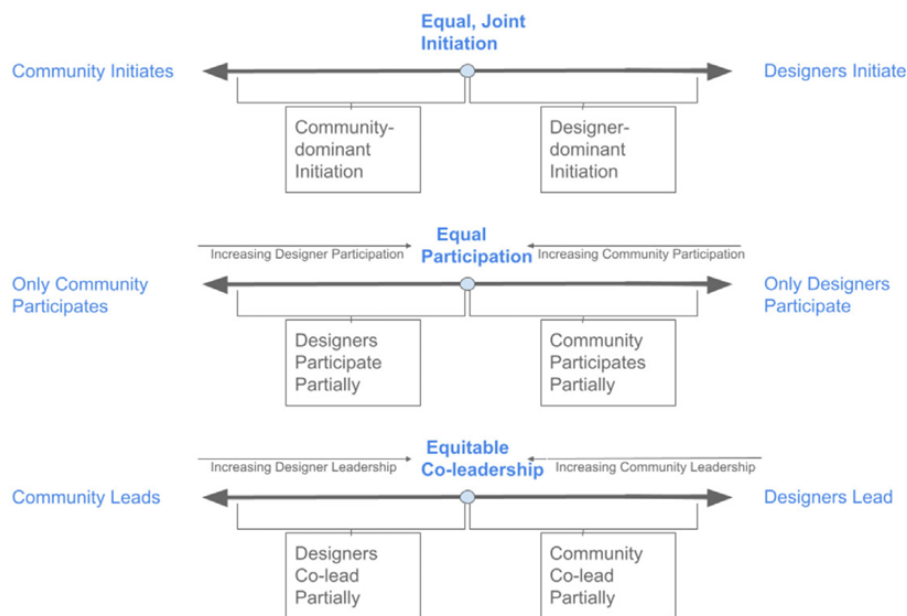 Equal, Joint
Initiation
Community Initiates
Designers Initiate
Community-
dominant
Initiation
Designer-
dominant
Initiation
Increasing Designer Participation
Equal
Participation
Increasing Community Participation
Only Community
Participates
Only Designers
Participate
Designers
Participate
Partially
Community
Participates
Partially
Increasing Designer Leadership
Equitable
Co-leadership
Increasing Community Leadership
Community Leads
Designers Lead
Designers
Co-lead
Partially
Community
Co-lead
Partially